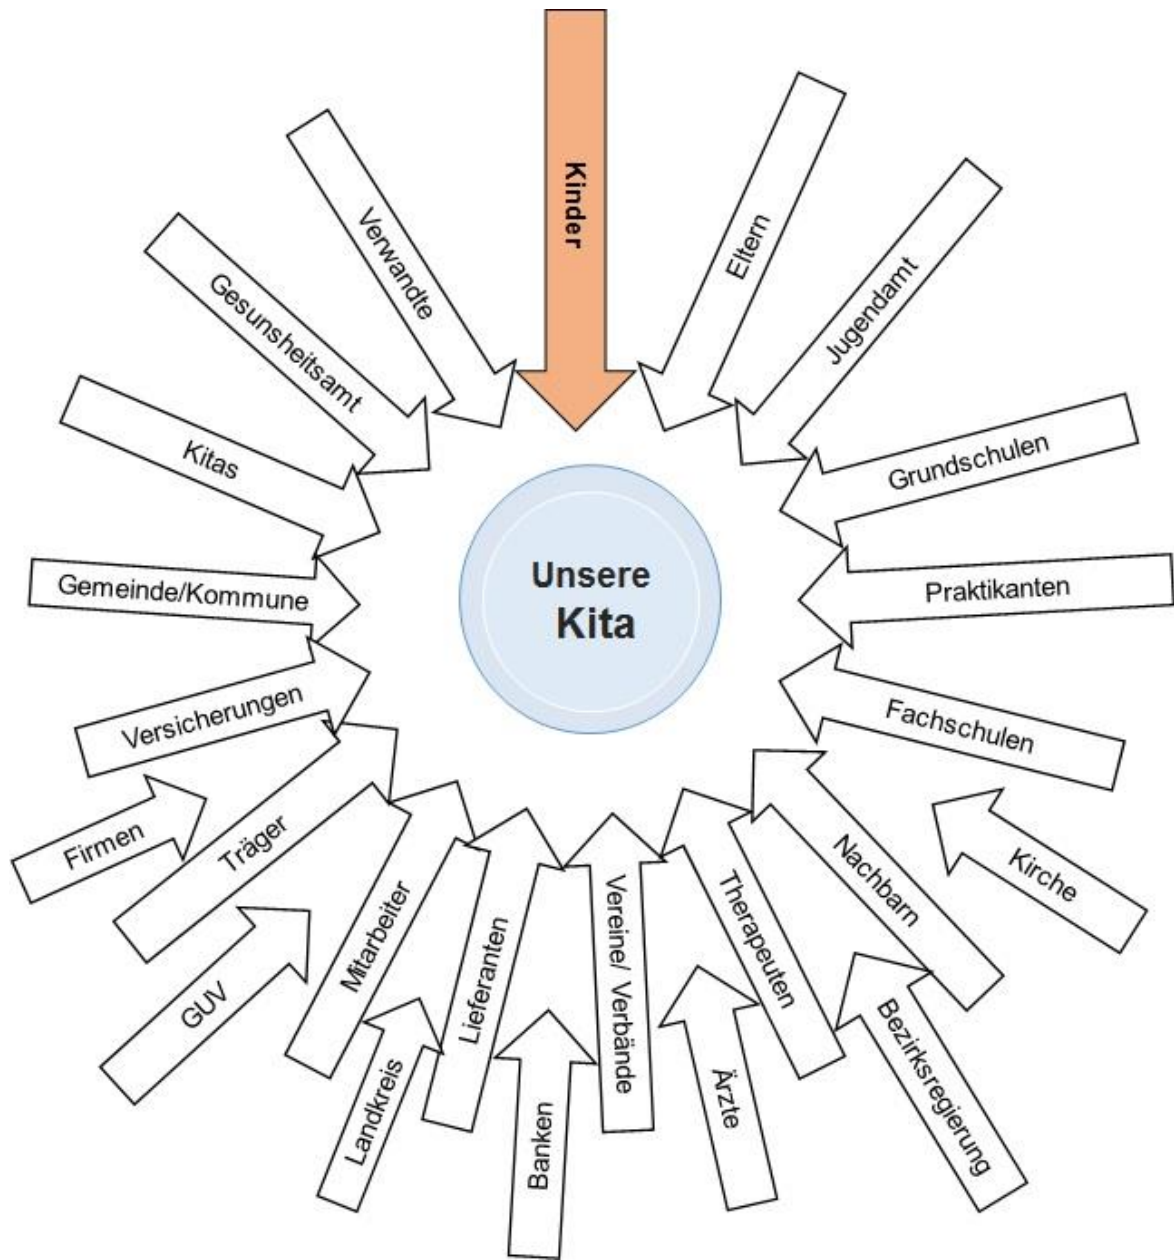 Kinder
Eltern
Jugendamt
Grundschulen
Praktikanten
Fachschulen
Kirche
Nachbarn
Bezirksregierung
Therapeuten
Ärzte
Vereine/ Verbände
Banken
Lieferanten
Landkreis
Mitarbeiter
GUV
Träger
Firmen
Versicherungen
Gemeinde/Kommune
Kitas
Gesunsheitsamt
Verwandte
Unsere
Kita